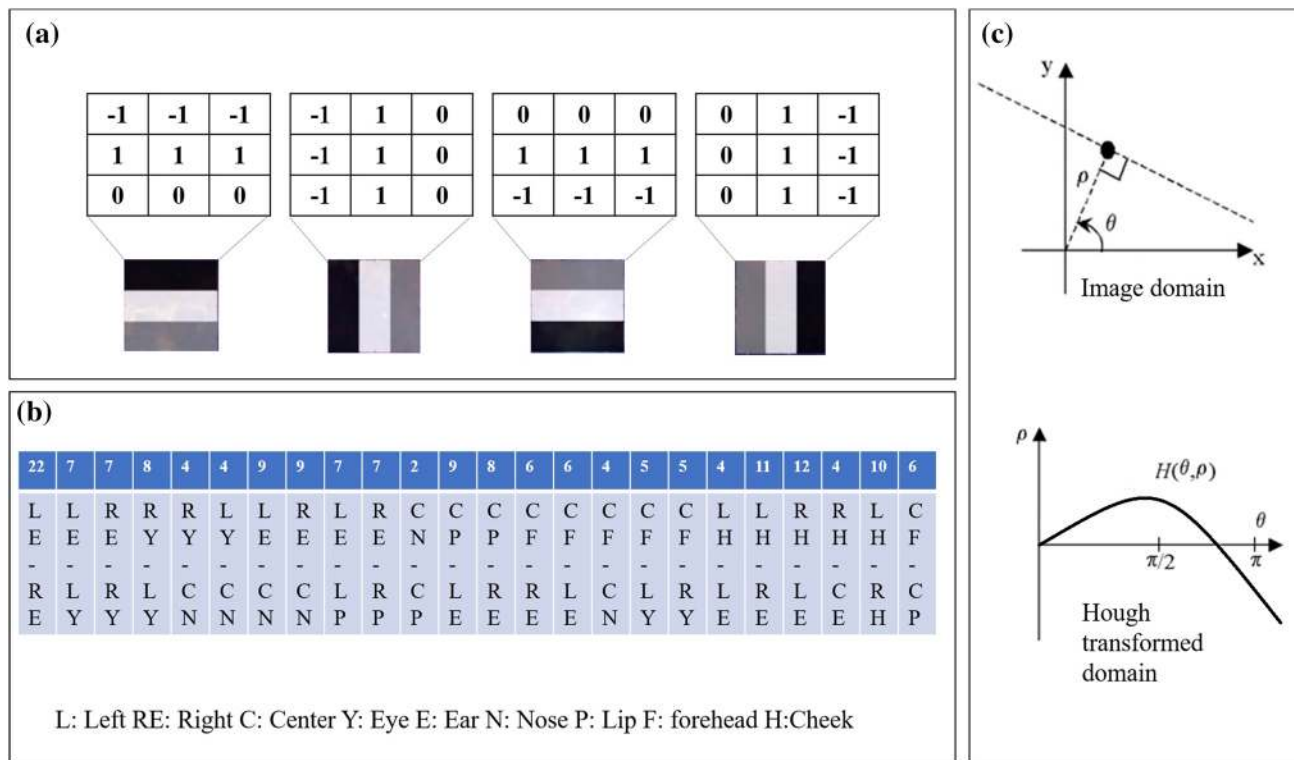 (a)
-1 -1 -1
1 1 1
0 0 0
-1 1 0
-1 1 0
-1 1 0
0 0 0
1 1 1
-1 -1 -1
0 1 -1
0 1 -1
0 1 -1
(b)
22 7 7 8 4 4 9 9 7 7 2 9 8 6 6 4 5 5 4 11 12 4 10 6
L L R R R L L R L R C C C C C C C C L L R R L C
E E E Y Y Y E E E E N P P F F F F F H H H H H F
- - - - - - - - - - - - - - - - - - - - - - - -
R L R L C C C C L R C L R R L C L R L R L C R C
E Y Y Y N N N N P P P E E E E N Y Y E E E E H P
L: Left RE: Right C: Center Y: Eye E: Ear N: Nose P: Lip F: forehead H:Cheek
(c)
y
ρ
θ
x
Image domain
ρ
H(θ,ρ)
θ
π/2
π
Hough
transformed
domain